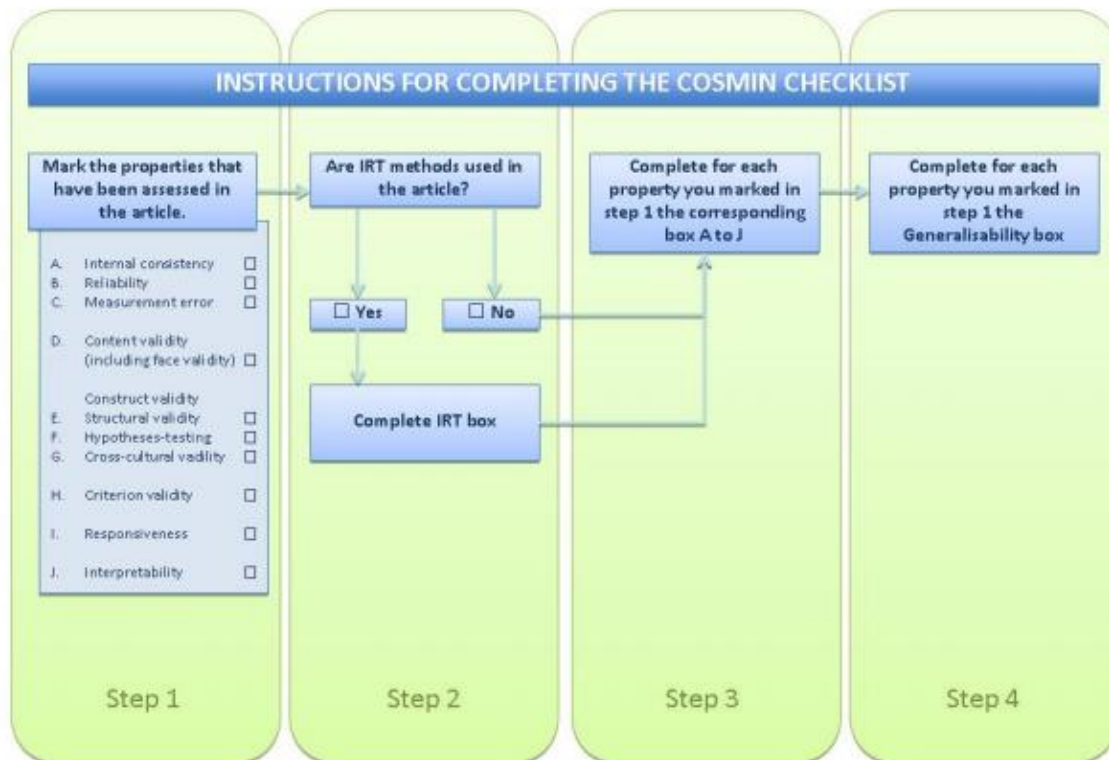 INSTRUCTIONS FOR COMPLETING THE COSMIN CHECKLIST
Mark the properties that
have been assessed in
the article.
A. Internal consistency ☐
B. Reliability ☐
C. Measurement error ☐
D. Content validity
(including face validity) ☐
Construct validity
E. Structural validity ☐
F. Hypotheses-testing ☐
G. Cross-cultural vadility ☐
H. Criterion validity ☐
I. Responsiveness ☐
J. Interpretability ☐
Step 1
Are IRT methods used in
the article?
☐ Yes
☐ No
Complete IRT box
Step 2
Complete for each
property you marked in
step 1 the corresponding
box A to J
Step 3
Complete for each
property you marked in
step 1 the
Generalisability box
Step 4